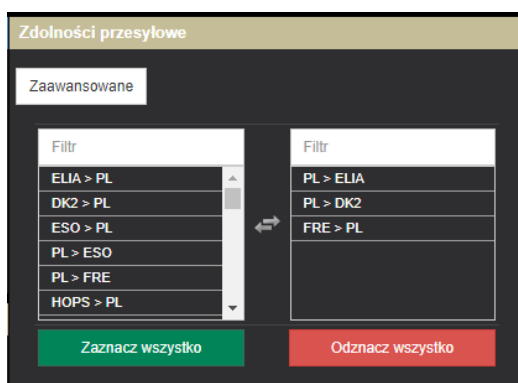 Zdolności przesyłowe
Zaawansowane
Filtr
ELIA > PL
DK2 > PL
ESO > PL
PL > ESO
PL > FRE
HOPS > PL
Zaznacz wszystko
Filtr
PL > ELIA
PL > DK2
FRE > PL
Odznacz wszystko